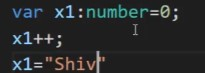 var x1:number=0;
x1++;
x1="Shiv"